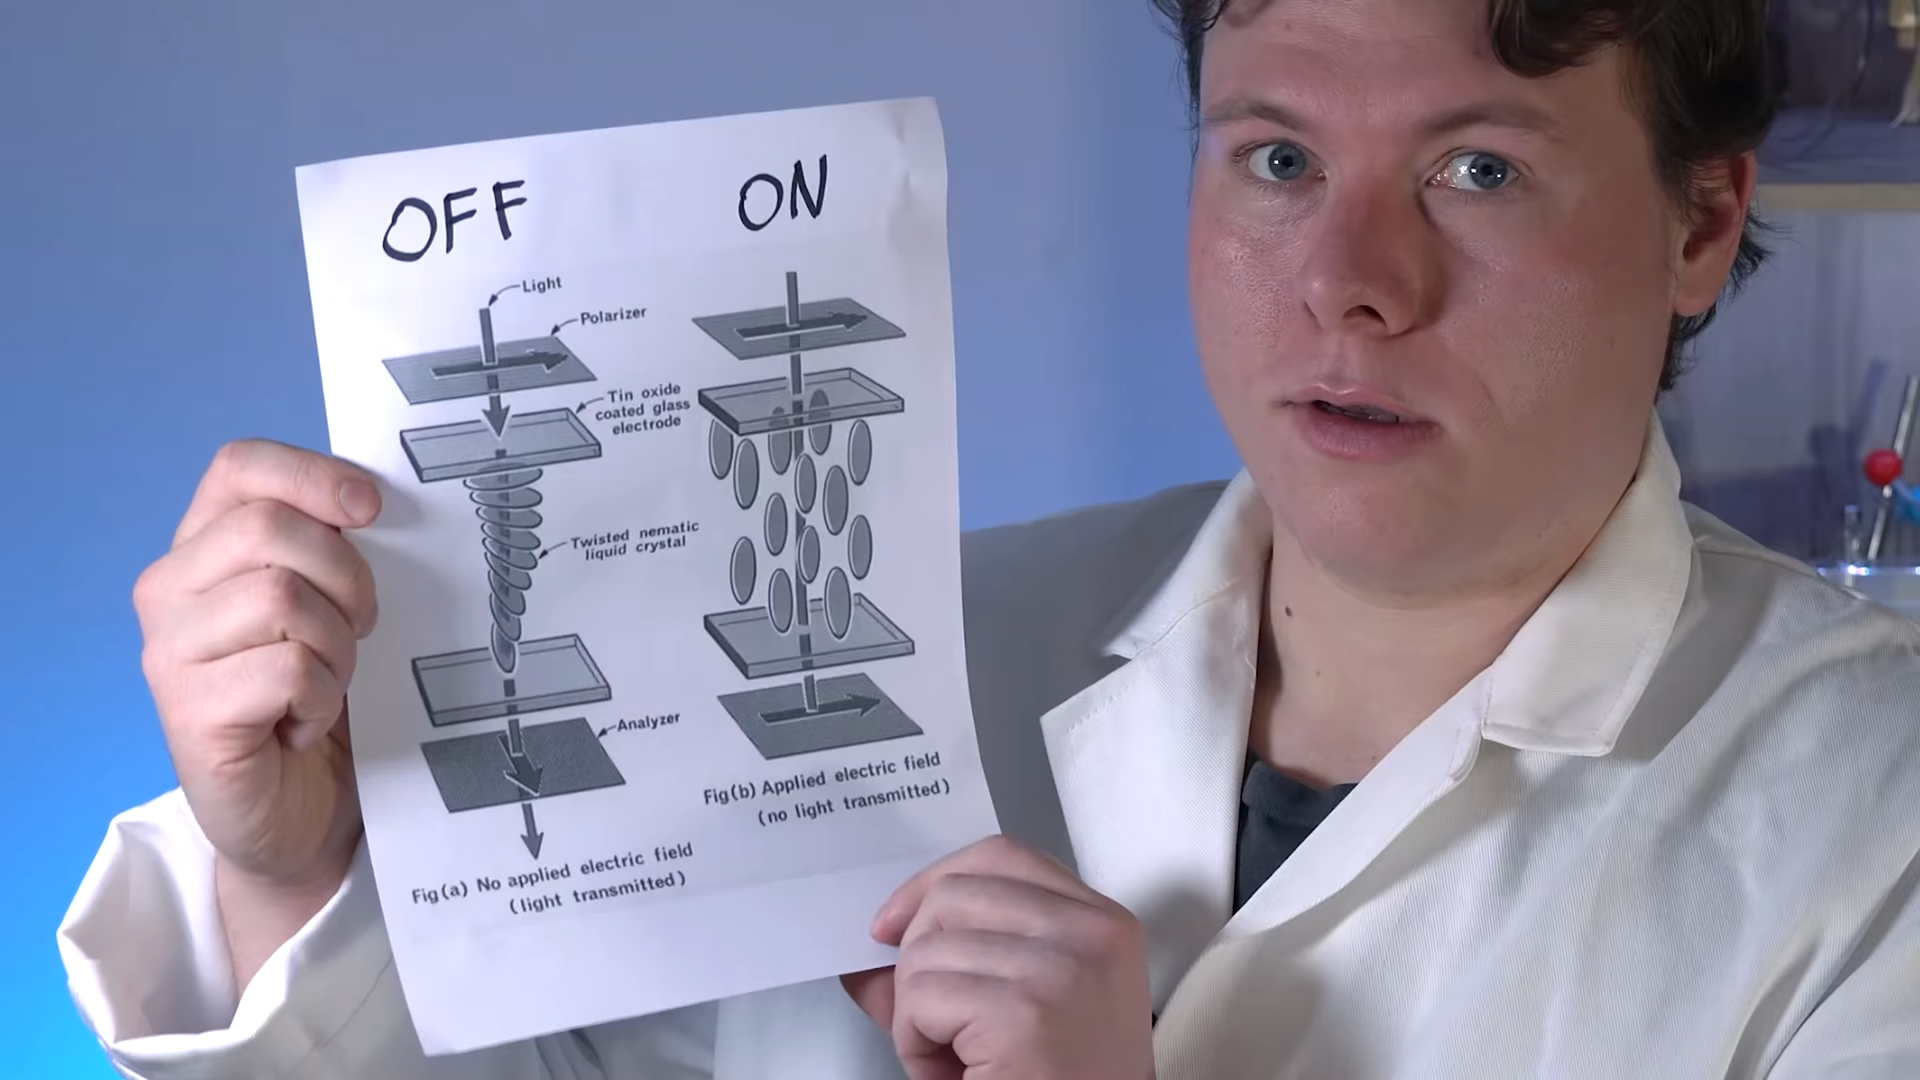 OFF
ON
Light
Polarizer
Tin oxide
coated glass
electrode
Twisted nematic
liquid crystal
Analyzer
Fig(a) No applied electric field
(light transmitted)
Fig(b) Applied electric field
(no light transmitted)